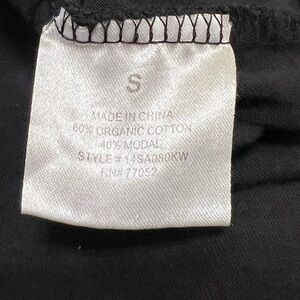 S
MADE IN CHINA
60% ORGANIC COTTON
40% MODAL
STYLE # 14SA080KW
RN# 77052